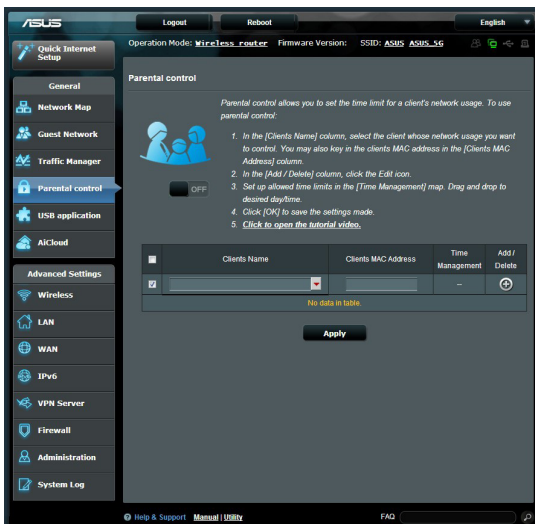 ASUS
Logout
Reboot
English
Quick Internet
Setup
Operation Mode: Wireless router Firmware Version: SSID: ASUS ASUS_5G
General
Network Map
Guest Network
Traffic Manager
Parental control
USB application
AiCloud
Advanced Settings
Wireless
LAN
WAN
IPv6
VPN Server
Firewall
Administration
System Log
Parental control
Parental control allows you to set the time limit for a client's network usage. To use
parental control:
1. In the [Clients Name] column, select the client whose network usage you want
to control. You may also key in the clients MAC address in the [Clients MAC
Address] column.
2. In the [Add / Delete] column, click the Edit icon.
3. Set up allowed time limits in the [Time Management] map. Drag and drop to
desired day/time.
4. Click [OK] to save the settings made.
5. Click to open the tutorial video.
OFF
Clients Name
Clients MAC Address
Time
Management
Add /
Delete
--
No data in table.
Apply
Help & Support Manual | Utility
FAQ